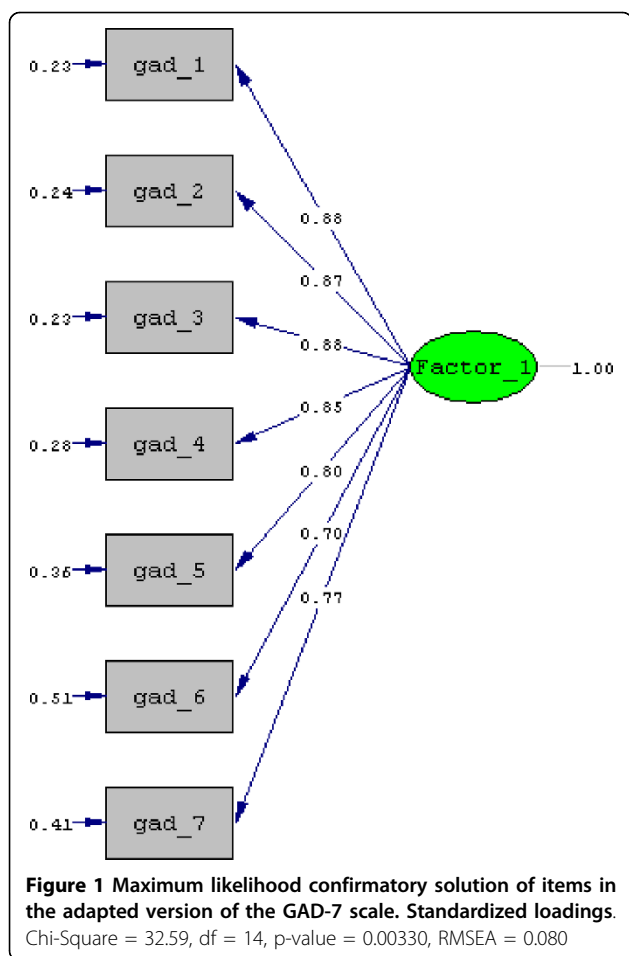 0.23 gad_1
0.24 gad_2
0.88
0.87
0.23 gad_3
0.88
Factor_1 1.00
0.85
0.28 gad_4
0.80
0.70
0.36 gad_5
0.77
0.51 gad_6
0.41 gad_7
Figure 1 Maximum likelihood confirmatory solution of items in
the adapted version of the GAD-7 scale. Standardized loadings.
Chi-Square = 32.59, df = 14, p-value = 0.00330, RMSEA = 0.080